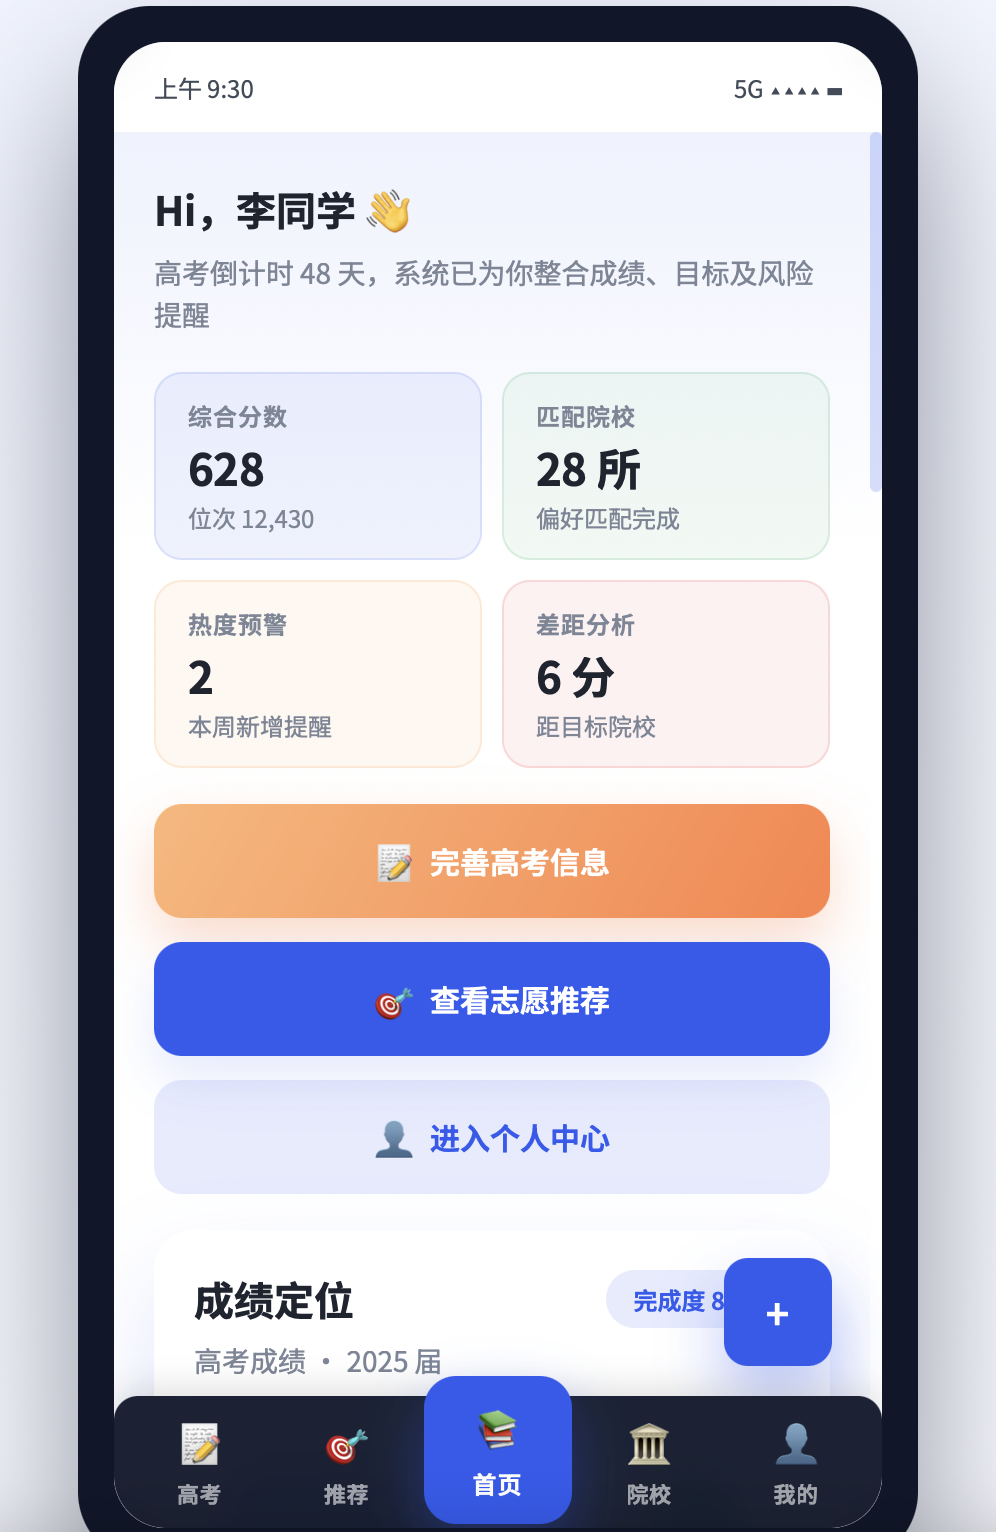 上午 9:30
5G
Hi，李同学
高考倒计时 48 天，系统已为你整合成绩、目标及风险
提醒
综合分数
628
位次 12,430
匹配院校
28 所
偏好匹配完成
热度预警
2
本周新增提醒
差距分析
6 分
距目标院校
完善高考信息
查看志愿推荐
进入个人中心
成绩定位
完成度 8
+
高考成绩 · 2025 届
高考
推荐
首页
院校
我的